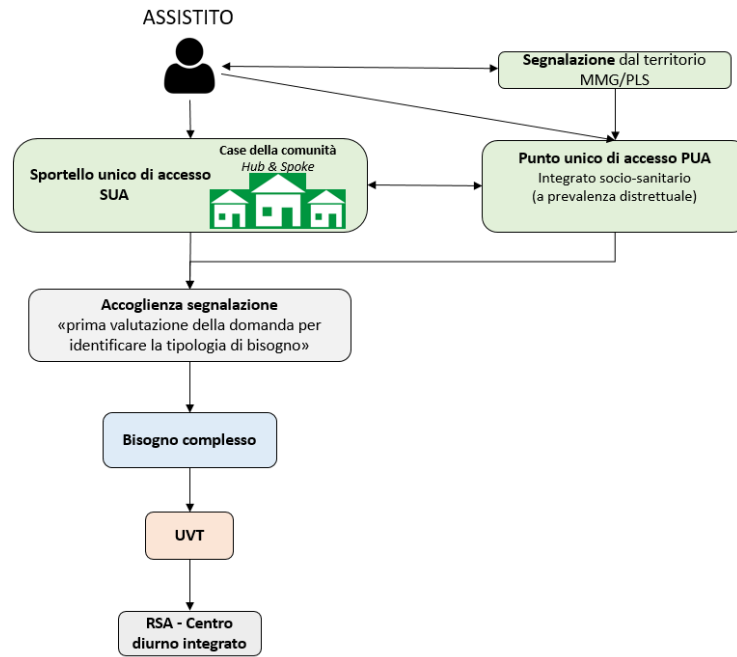 ASSISTITO
Segnalazione dal territorio
MMG/PLS
Case della comunità
Hub & Spoke
Sportello unico di accesso
SUA
Punto unico di accesso PUA
Integrato socio-sanitario
(a prevalenza distrettuale)
Accoglienza segnalazione
«prima valutazione della domanda per
identificare la tipologia di bisogno»
Bisogno complesso
UVT
RSA - Centro
diurno integrato